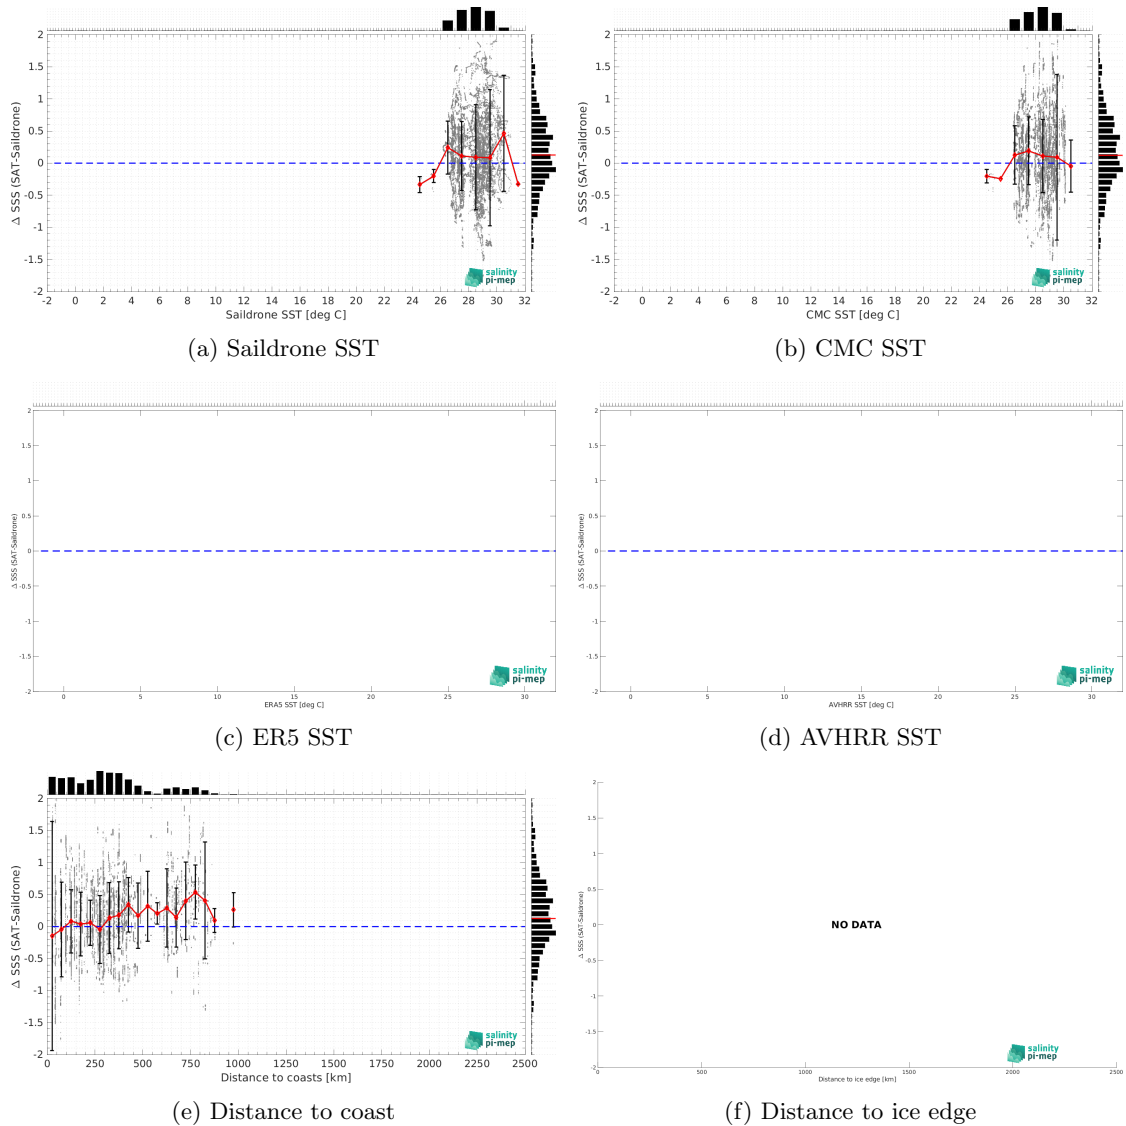 2
1.5
1
0.5
0
-0.5
-1
-1.5
-2
Δ SSS (SAT-Saildrone)
-2 0 2 4 6 8 10 12 14 16 18 20 22 24 26 28 30 32
Saildrone SST [deg C]
salinity
pi-mep
(a) Saildrone SST
2
1.5
1
0.5
0
-0.5
-1
-1.5
-2
Δ SSS (SAT-Saildrone)
-2 0 2 4 6 8 10 12 14 16 18 20 22 24 26 28 30 32
CMC SST [deg C]
salinity
pi-mep
(b) CMC SST
2
1.5
1
0.5
0
-0.5
-1
-1.5
-2
Δ SSS (SAT-Saildrone)
0 5 10 15 20 25 30
ERA5 SST [deg C]
salinity
pi-mep
(c) ER5 SST
2
1.5
1
0.5
0
-0.5
-1
-1.5
-2
Δ SSS (SAT-Saildrone)
0 5 10 15 20 25 30
AVHRR SST [deg C]
salinity
pi-mep
(d) AVHRR SST
2
1.5
1
0.5
0
-0.5
-1
-1.5
-2
Δ SSS (SAT-Saildrone)
0 250 500 750 1000 1250 1500 1750 2000 2250 2500
Distance to coasts [km]
salinity
pi-mep
(e) Distance to coast
2
1.5
1
0.5
0
-0.5
-1
-1.5
-2
Δ SSS (SAT-Saildrone)
NO DATA
0 500 1000 1500 2000 2500
Distance to ice edge [km]
salinity
pi-mep
(f) Distance to ice edge